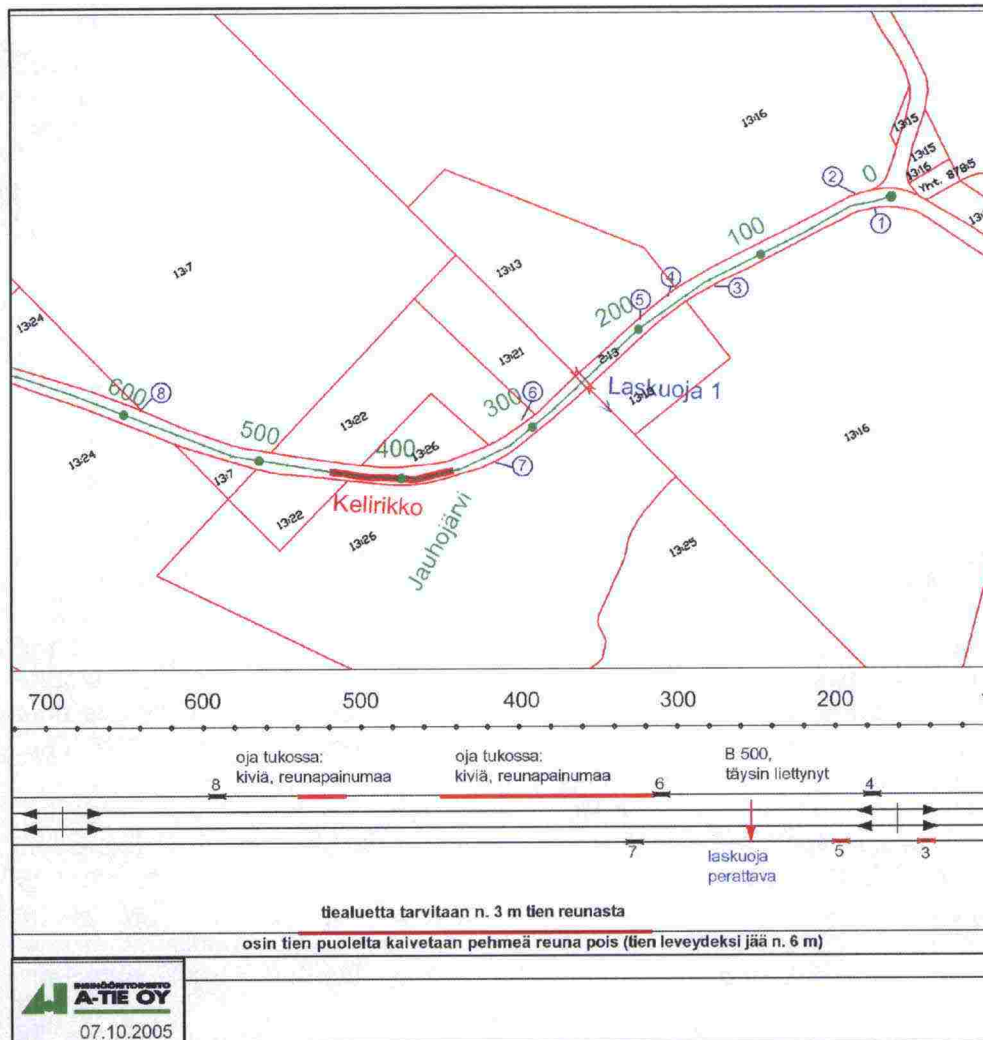 13:16
13:15
13:15
13:16
Yht. 878:5
0
2
1
100
13:7
13:13
4
3
13:24
200
5
2:13
13:21
Laskuoja 1
600
8
300
6
13:22
13:16
500
400
13:26
7
13:24
13:7
Kelirikko
13:22
13:26
Jauhojärvi
13:25
700 600 500 400 300 200
oja tukossa:
kiviä, reunapainumaa
oja tukossa:
kiviä, reunapainumaa
B 500,
täysin liettynyt
8 6 4
7 laskuoja 5 3
perattava
tiealuetta tarvitaan n. 3 m tien reunasta
osin tien puolelta kaivetaan pehmeä reuna pois (tien leveydeksi jää n. 6 m)
INSINÖÖRITOIMISTO
A-TIE OY
07.10.2005